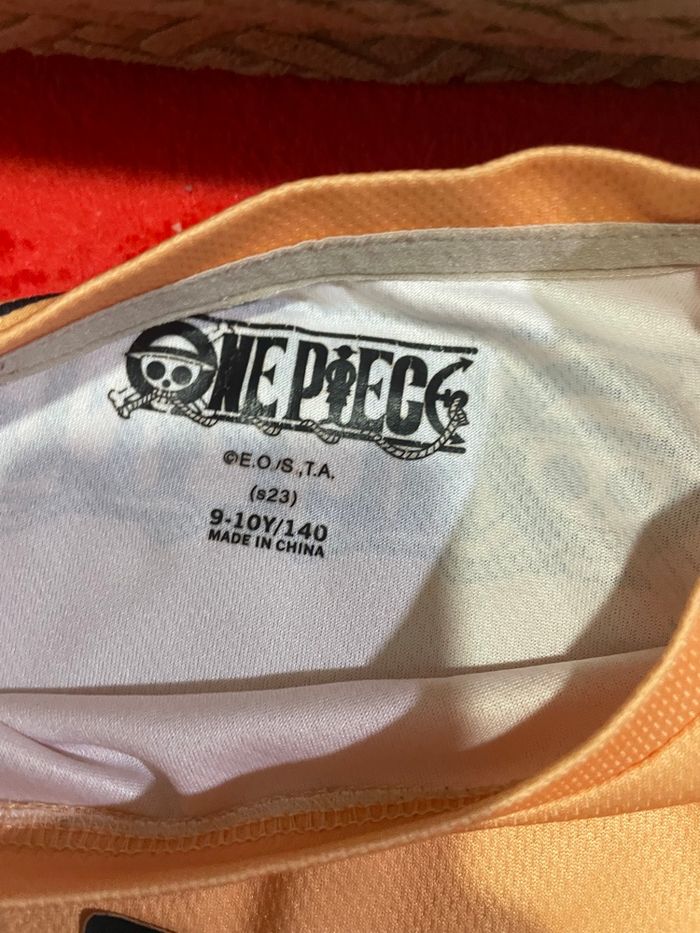 ONE PIECE
©E.O./S.,T.A.
(s23)
9-10Y/140
MADE IN CHINA